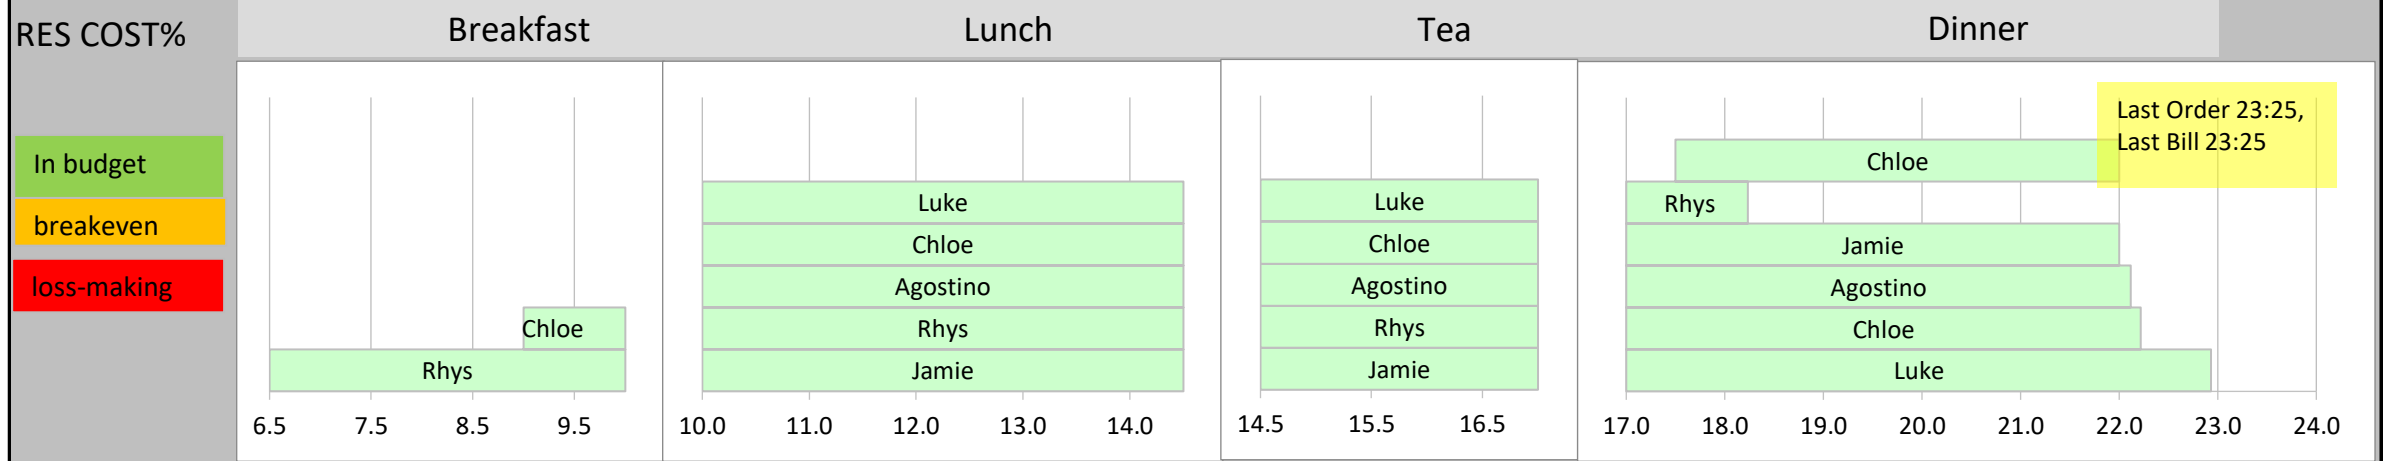 RES COST%
Breakfast
Lunch
Tea
Dinner
In budget
breakeven
loss-making
Chloe
Rhys
6.5 7.5 8.5 9.5
Luke
Chloe
Agostino
Rhys
Jamie
10.0 11.0 12.0 13.0 14.0
Luke
Chloe
Agostino
Rhys
Jamie
14.5 15.5 16.5
Last Order 23:25,
Last Bill 23:25
Chloe
Rhys
Jamie
Agostino
Chloe
Luke
17.0 18.0 19.0 20.0 21.0 22.0 23.0 24.0